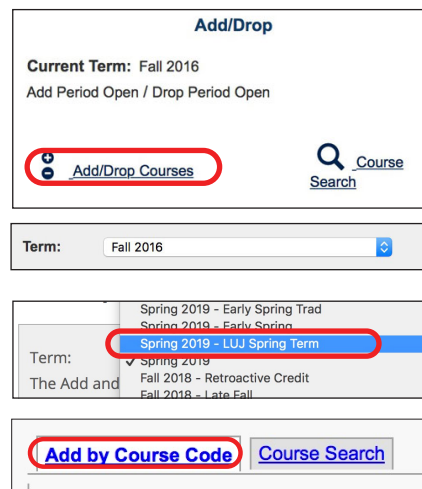 Add/Drop
Current Term: Fall 2016
Add Period Open / Drop Period Open
Add/Drop Courses
Course
Search
Term: Fall 2016
Spring 2019 - Early Spring Trad
Spring 2019 - Early Spring
Spring 2019 - LUJ Spring Term
Term: ✓ Spring 2019
The Add and Fall 2018 - Retroactive Credit
Fall 2018 - Late Fall
Add by Course Code Course Search